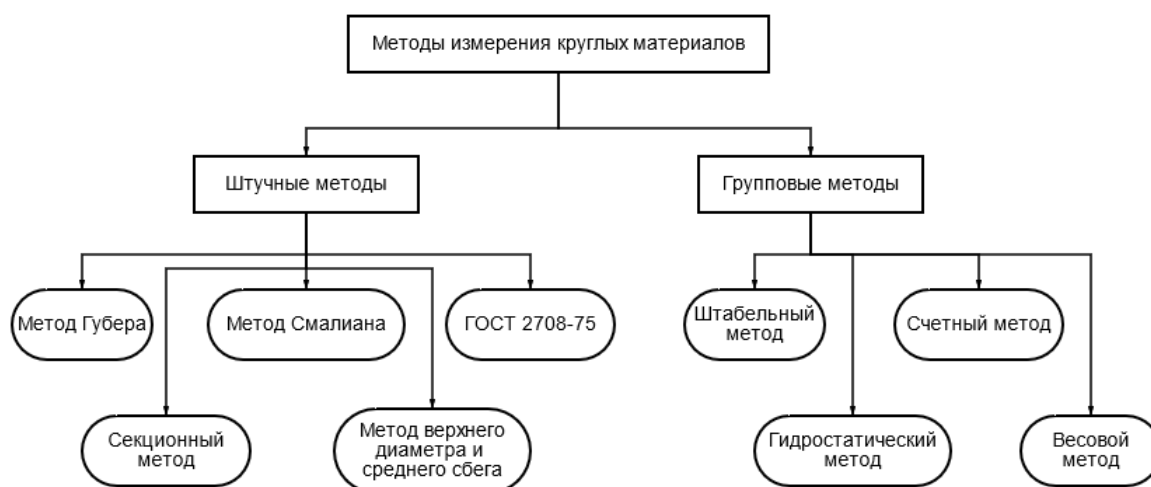 Методы измерения круглых материалов
Штучные методы
Групповые методы
Метод Губера
Метод Смалиана
ГОСТ 2708-75
Штабельный
метод
Счетный метод
Секционный
метод
Метод верхнего
диаметра и
среднего сбега
Гидростатический
метод
Весовой
метод